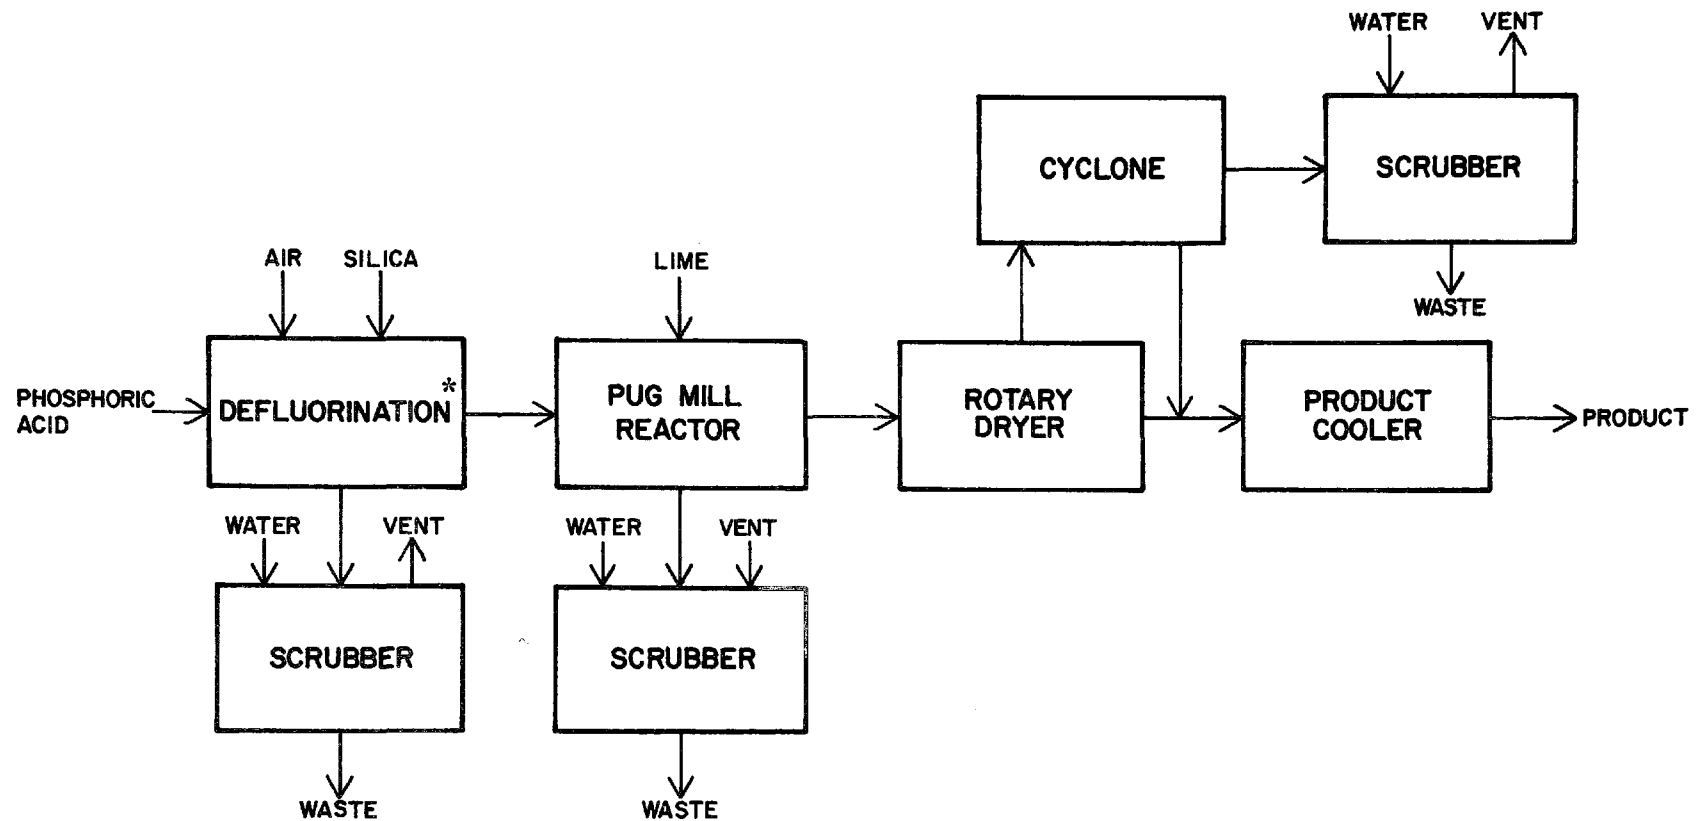 WATER
VENT
CYCLONE
SCRUBBER
AIR
SILICA
LIME
WASTE
PHOSPHORIC
ACID
DEFLUORINATION*
PUG MILL
REACTOR
ROTARY
DRYER
PRODUCT
COOLER
PRODUCT
WATER
VENT
WATER
VENT
SCRUBBER
SCRUBBER
WASTE
WASTE